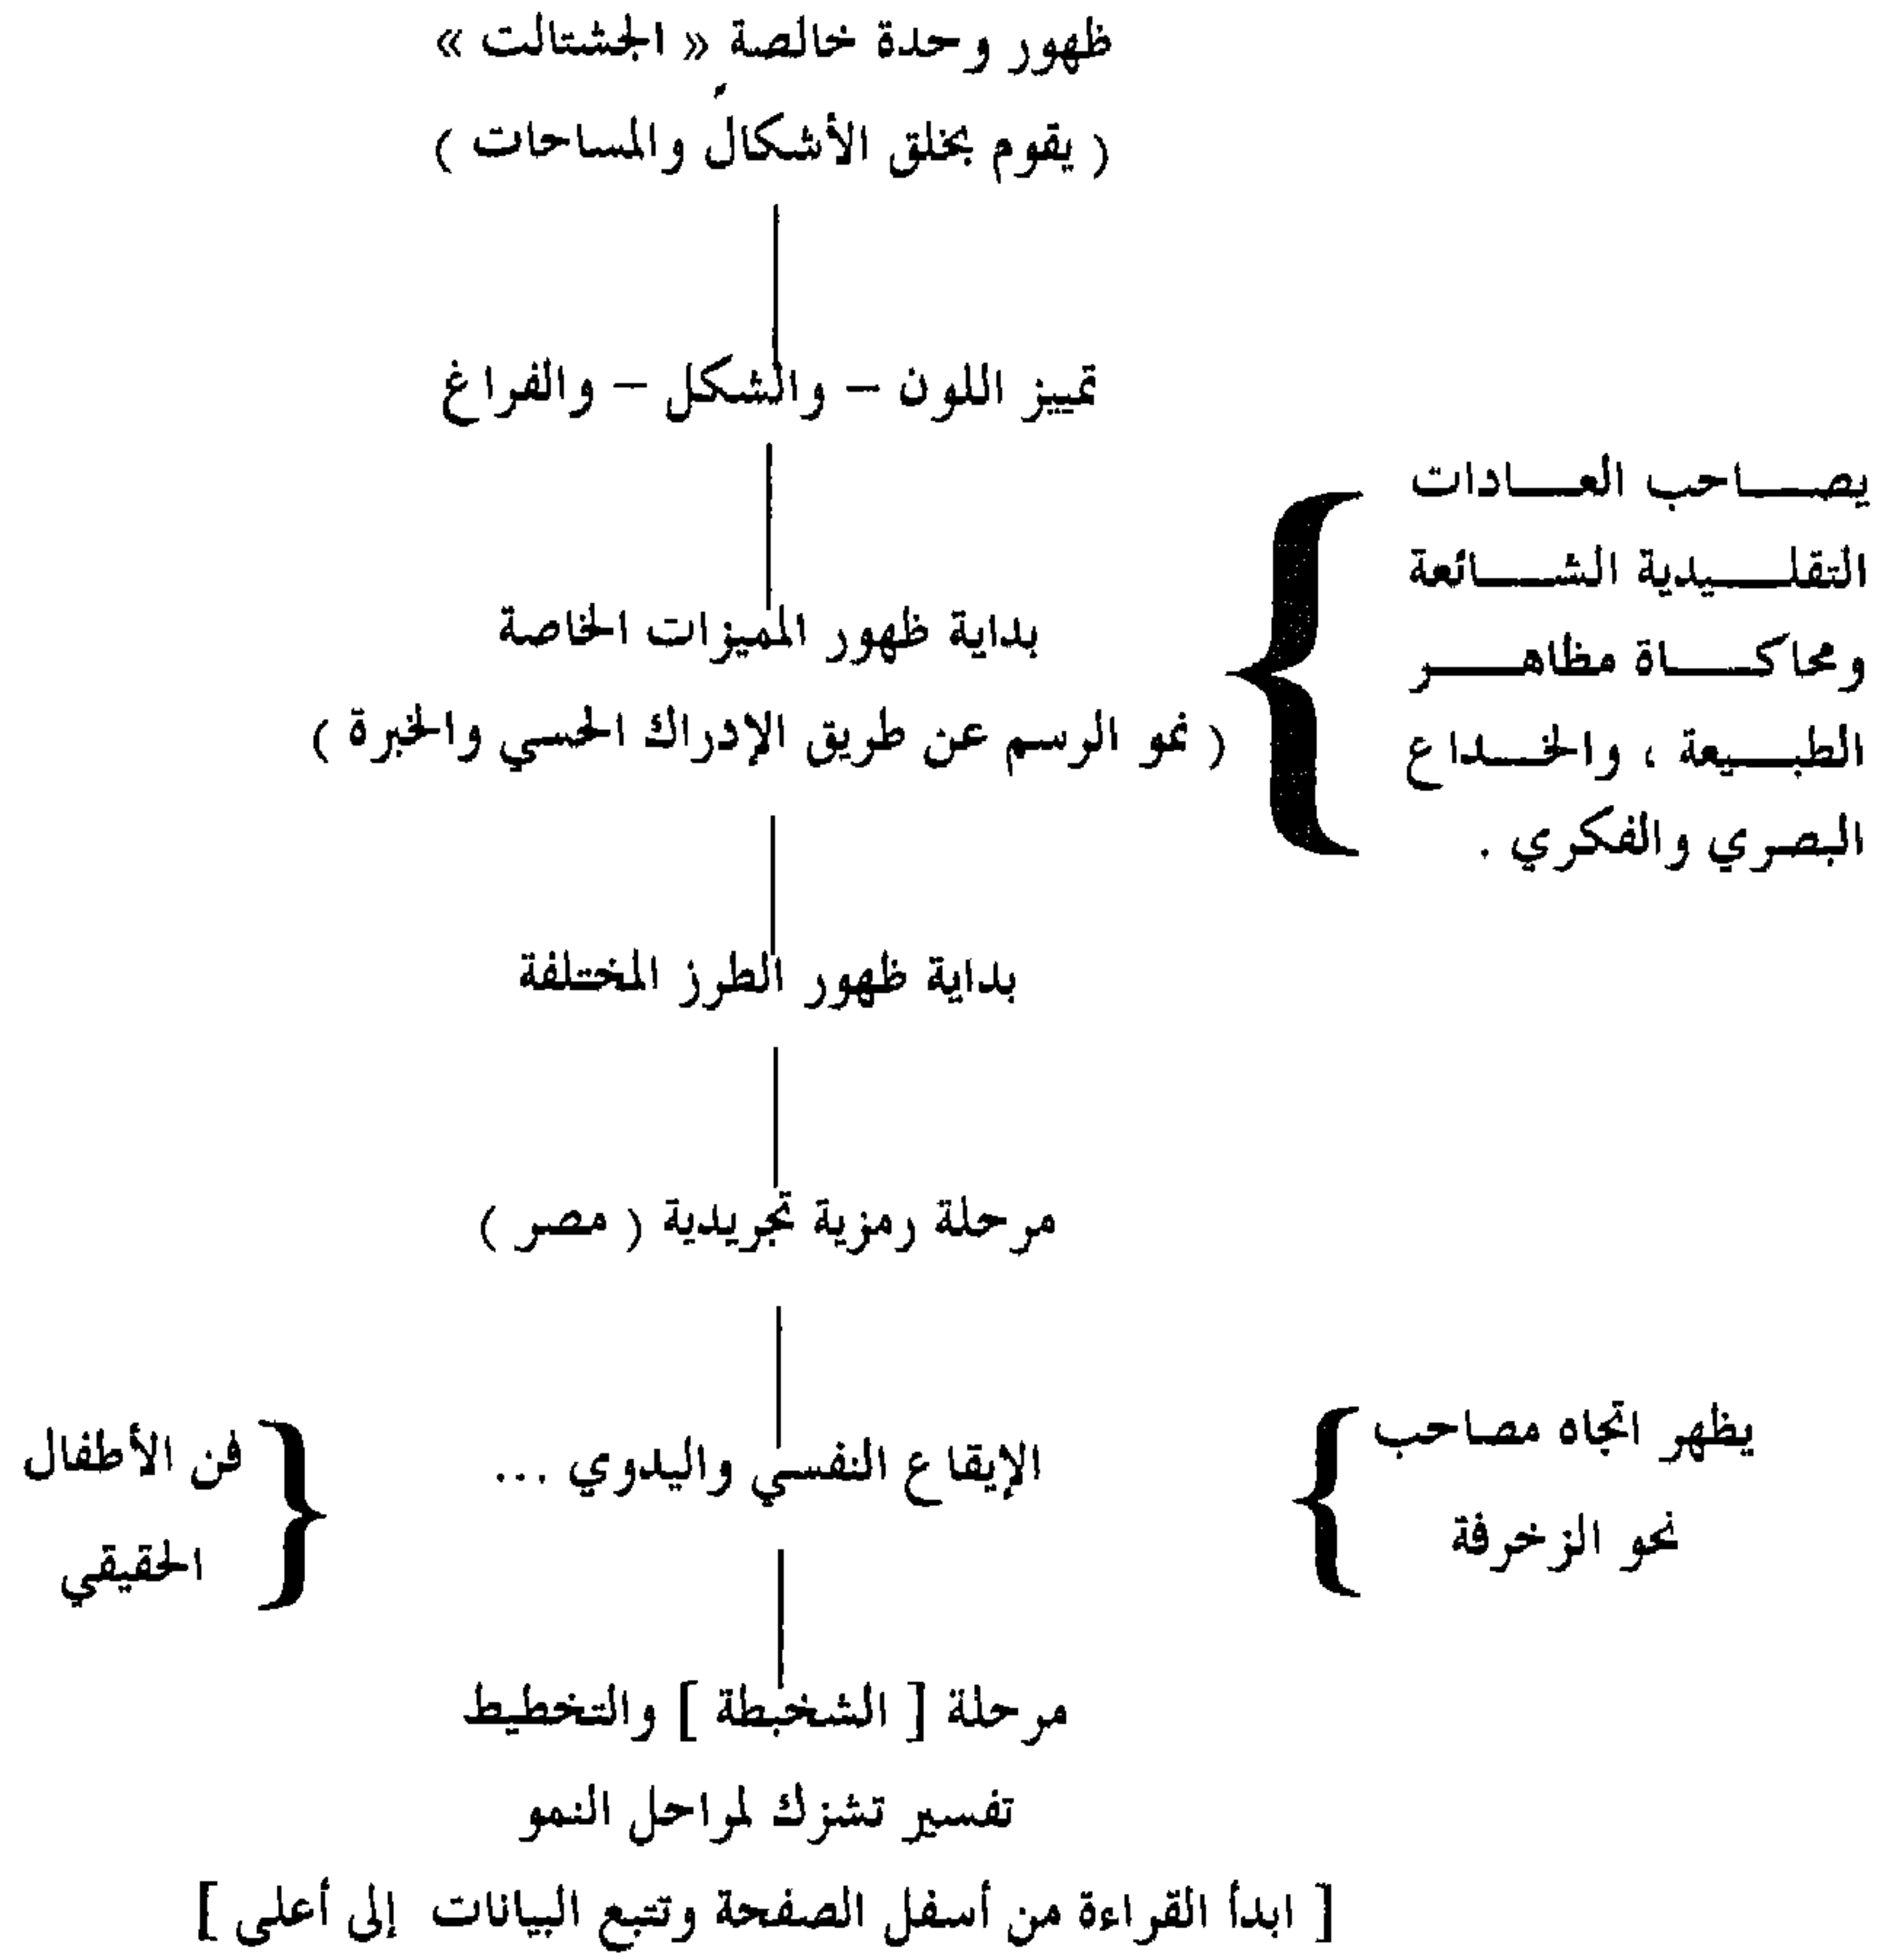 ظهور وحدة خالصة « الجشتالت »
( يقوم بخلق الأشكال والمساحات )
تمييز اللون – والشكل – والفراغ
يصاحب العادات
التقليدية الشائعة
ومحاكاة مظاهر
الطبيعة ، والخداع
البصري والفكري .
بداية ظهور المميزات الخاصة
( نمو الرسم عن طريق الإدراك الحسي والخبرة )
بداية ظهور الطرز المختلفة
مرحلة رمزية تجريدية ( مصر )
يظهر اتجاه مصاحب
نحو الزخرفة
الإيقاع النفسي واليدوي ...
فن الأطفال
الحقيقي
مرحلة [ الشخبطة ] والتخطيط
تفسير تشزك لمراحل النمو
[ ابدأ القراءة من أسفل الصفحة وتتبع البيانات إلى أعلى ]